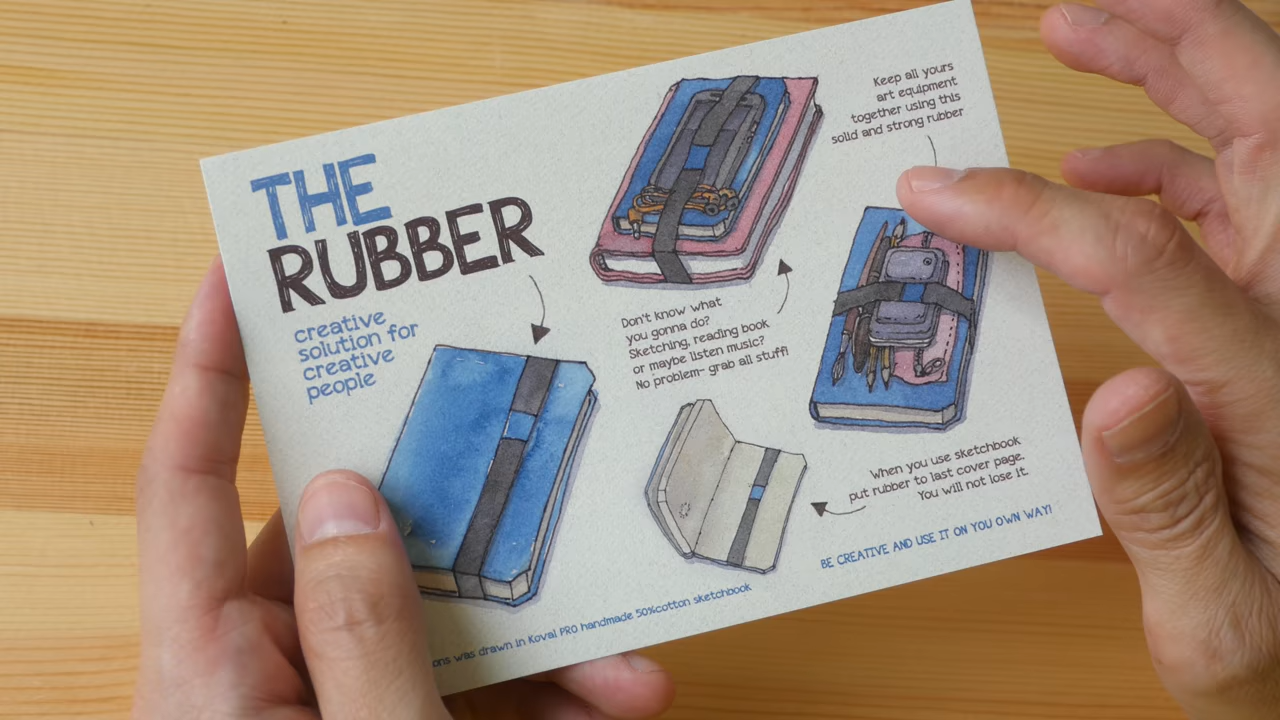 THE
RUBBER
creative
solution for
creative
people
Don't know what
you gonna do?
Sketching, reading book
or maybe listen music?
No problem- grab all stuff!
Keep all yours
art equipment
together using this
solid and strong rubber
When you use sketchbook
put rubber to last cover page.
You will not lose it.
BE CREATIVE AND USE IT ON YOU OWN WAY!
was drawn in Koval PRO handmade 50%cotton sketchbook